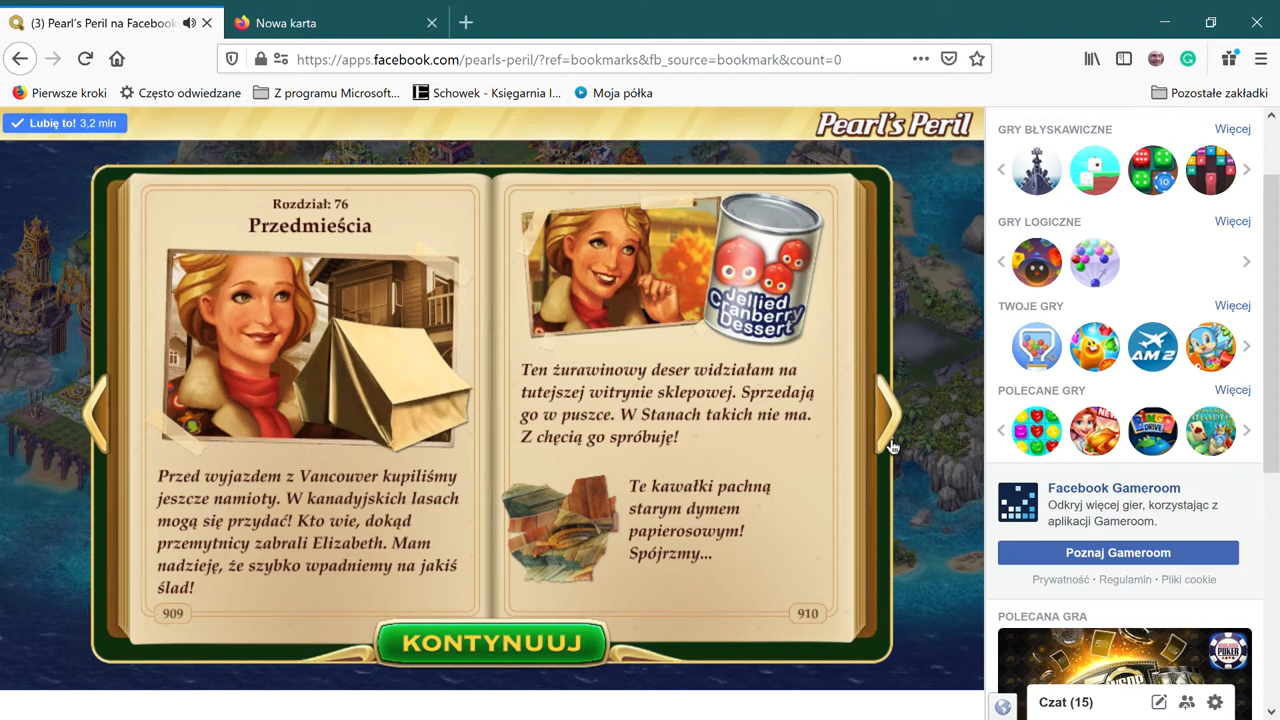 (3) Pearl's Peril na Facebook
Nowa karta
https://apps.facebook.com/pearls-peril/?ref=bookmarks&fb_source=bookmark&count=0
Pierwsze kroki
Często odwiedzane
Z programu Microsoft...
Schowek - Księgarnia I...
Moja półka
Pozostałe zakładki
Lubię to! 3,2 mln
Pearl's Peril
Rozdział: 76
Przedmieścia
Przed wyjazdem z Vancouver kupiliśmy
jeszcze namioty. W kanadyjskich lasach
mogą się przydać! Kto wie, dokąd
przemytnicy zabrali Elizabeth. Mam
nadzieję, że szybko wpadniemy na jakiś
ślad!
909
Jellied
Cranberry
Dessert
Ten żurawinowy deser widziałam na
tutejszej witrynie sklepowej. Sprzedają
go w puszce. W Stanach takich nie ma.
Z chęcią go spróbuję!
Te kawałki pachną
starym dymem
papierosowym!
Spójrzmy...
910
KONTYNUUJ
GRY BŁYSKAWICZNE
Więcej
10
GRY LOGICZNE
Więcej
TWOJE GRY
Więcej
AM 2
POLECANE GRY
Więcej
NEW
BINGO
DRIVE
Facebook Gameroom
Odkryj więcej gier, korzystając z
aplikacji Gameroom.
Poznaj Gameroom
Prywatność · Regulamin · Pliki cookie
POLECANA GRA
POKER
Czat (15)